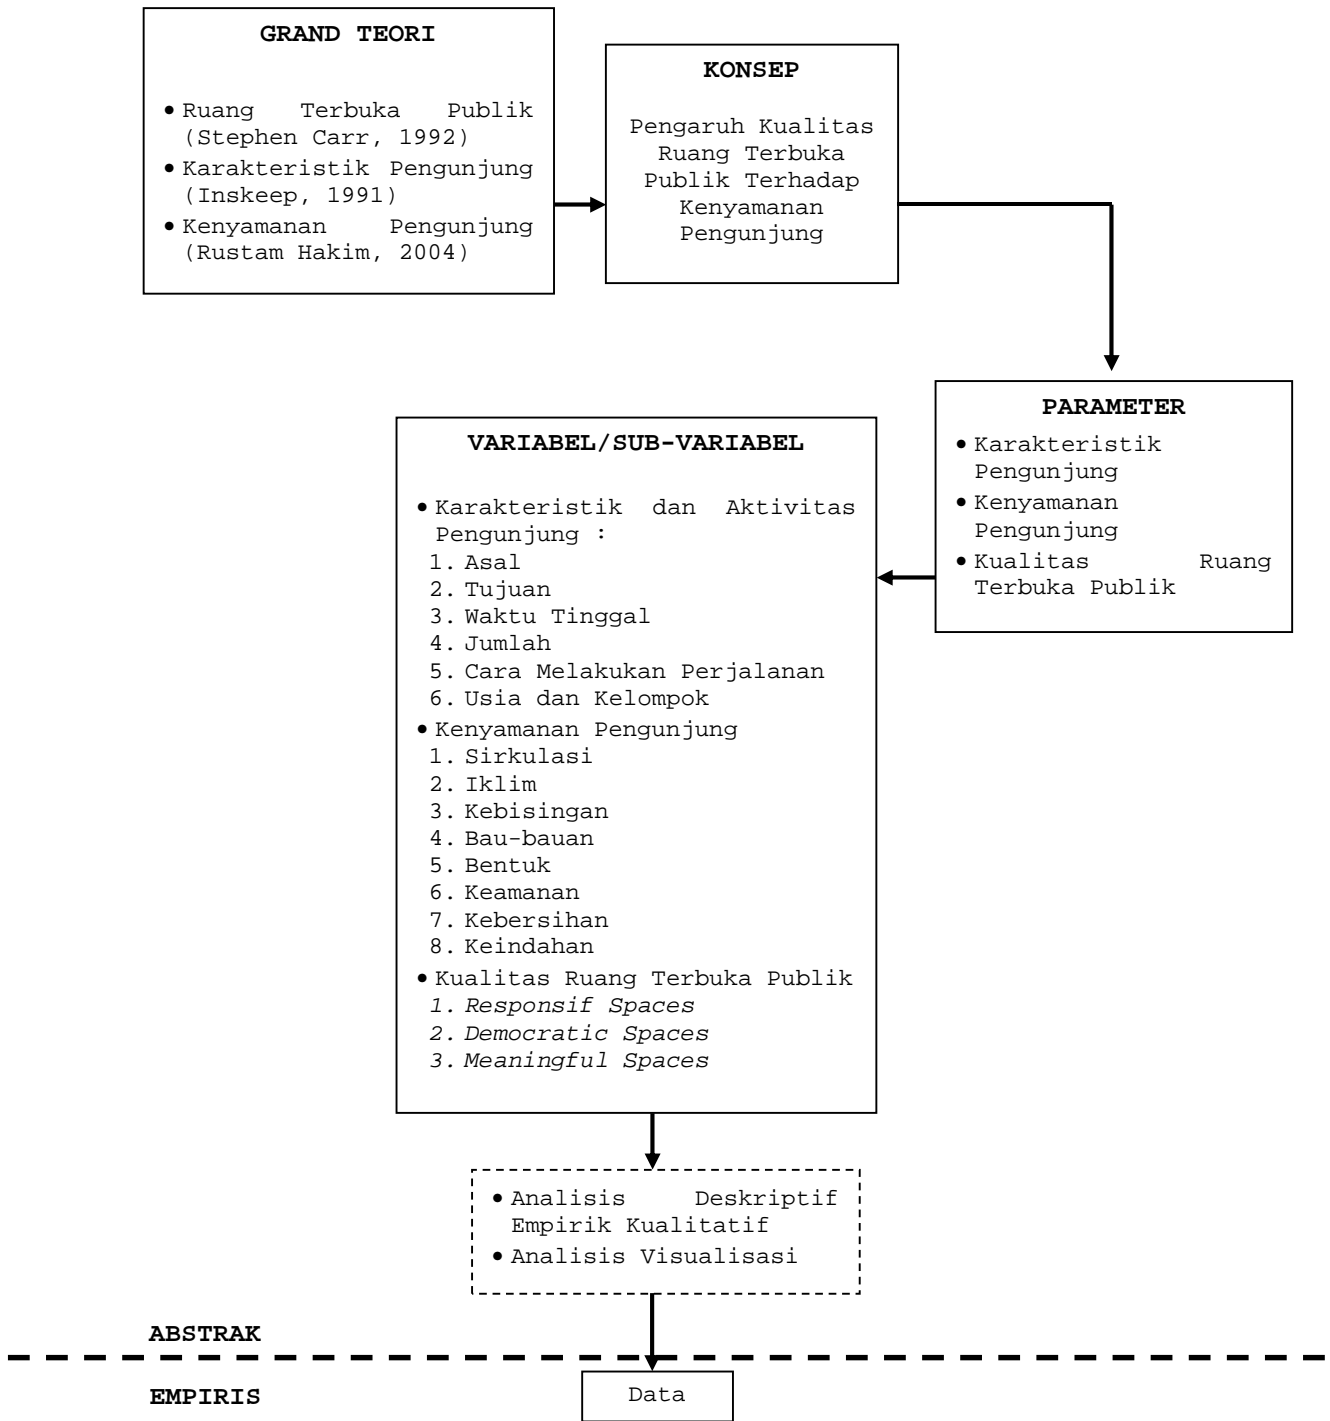 GRAND TEORI
• Ruang Terbuka Publik
(Stephen Carr, 1992)
• Karakteristik Pengunjung
(Inskeep, 1991)
• Kenyamanan Pengunjung
(Rustam Hakim, 2004)
KONSEP
Pengaruh Kualitas
Ruang Terbuka
Publik Terhadap
Kenyamanan
Pengunjung
PARAMETER
• Karakteristik
Pengunjung
• Kenyamanan
Pengunjung
• Kualitas Ruang
Terbuka Publik
VARIABEL/SUB-VARIABEL
• Karakteristik dan Aktivitas
Pengunjung :
1. Asal
2. Tujuan
3. Waktu Tinggal
4. Jumlah
5. Cara Melakukan Perjalanan
6. Usia dan Kelompok
• Kenyamanan Pengunjung
1. Sirkulasi
2. Iklim
3. Kebisingan
4. Bau-bauan
5. Bentuk
6. Keamanan
7. Kebersihan
8. Keindahan
• Kualitas Ruang Terbuka Publik
1. Responsif Spaces
2. Democratic Spaces
3. Meaningful Spaces
• Analisis Deskriptif
Empirik Kualitatif
• Analisis Visualisasi
ABSTRAK
EMPIRIS
Data